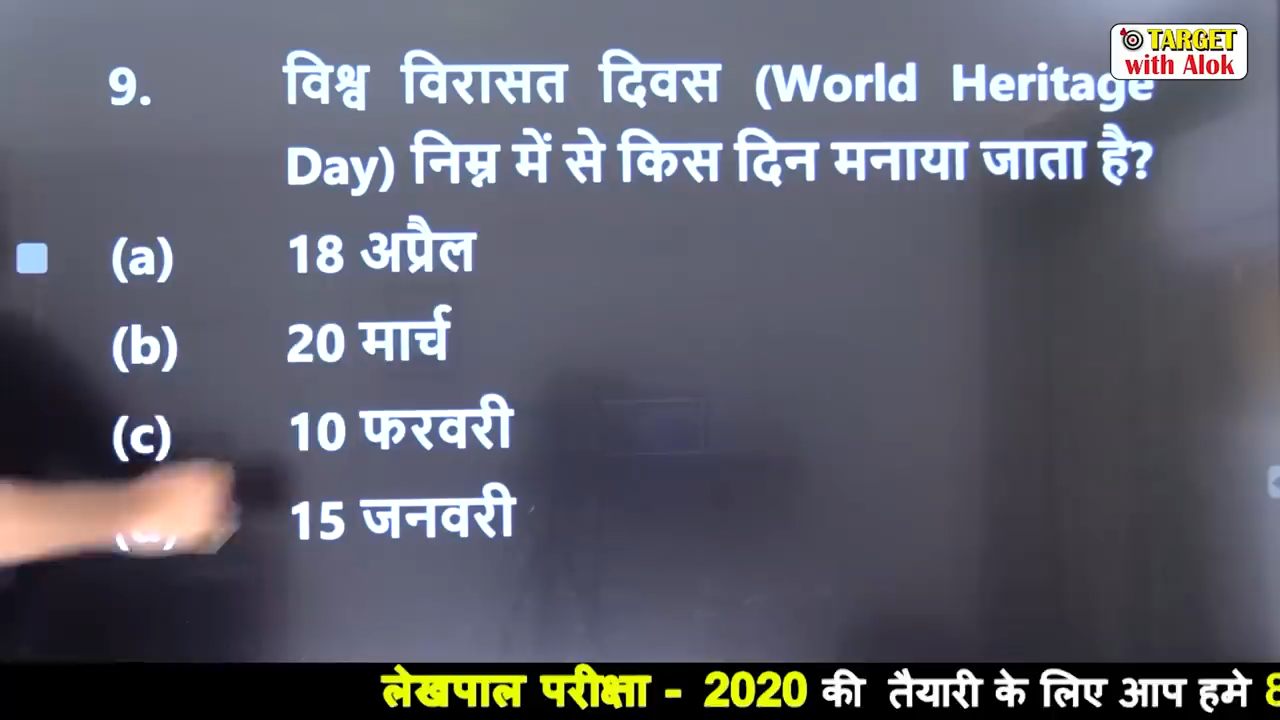 TARGET
with Alok
9. विश्व विरासत दिवस (World Heritage
Day) निम्न में से किस दिन मनाया जाता है?
(a) 18 अप्रैल
(b) 20 मार्च
(c) 10 फरवरी
15 जनवरी
लेखपाल परीक्षा - 2020 की तैयारी के लिए आप हमे 8